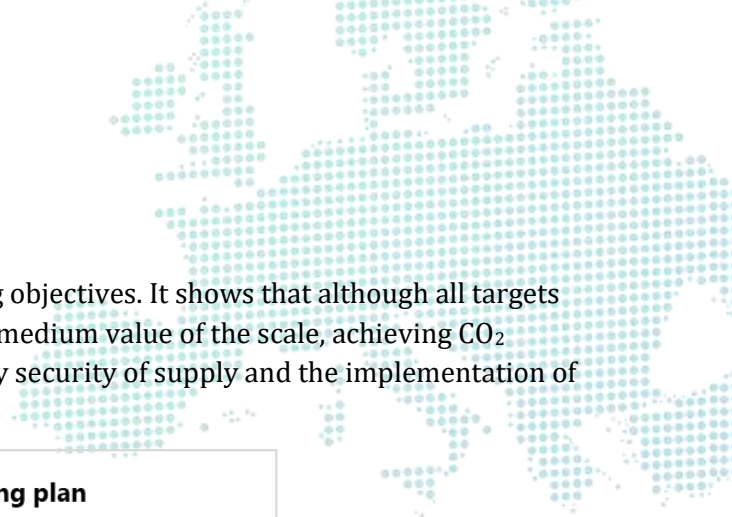 objectives. It shows that although all targets
medium value of the scale, achieving CO₂
security of supply and the implementation of
plan